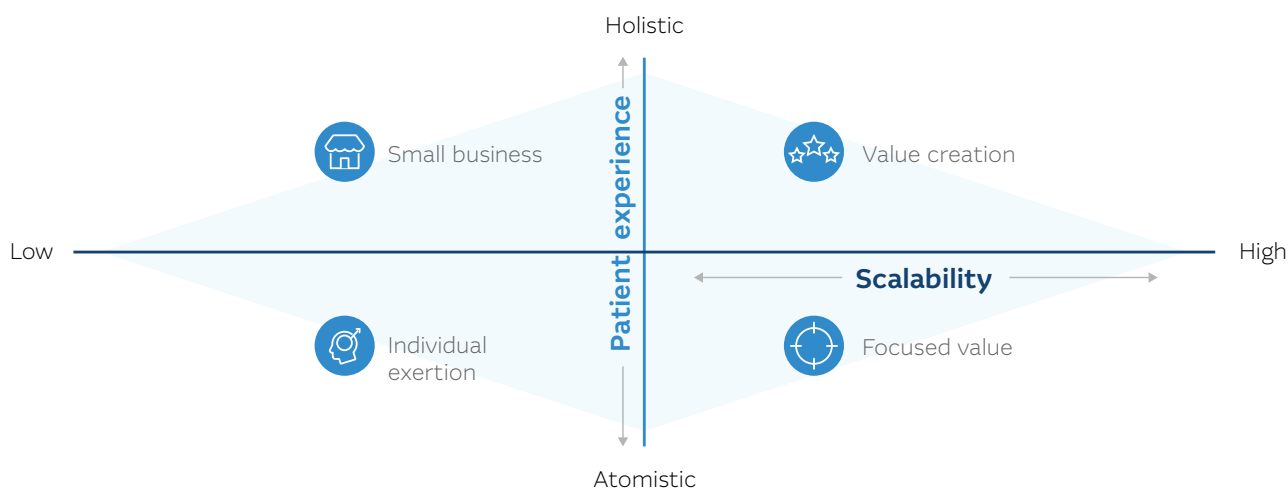 Holistic
Patient experience
Small business
Value creation
Low
High
Scalability
Individual
exertion
Focused value
Atomistic